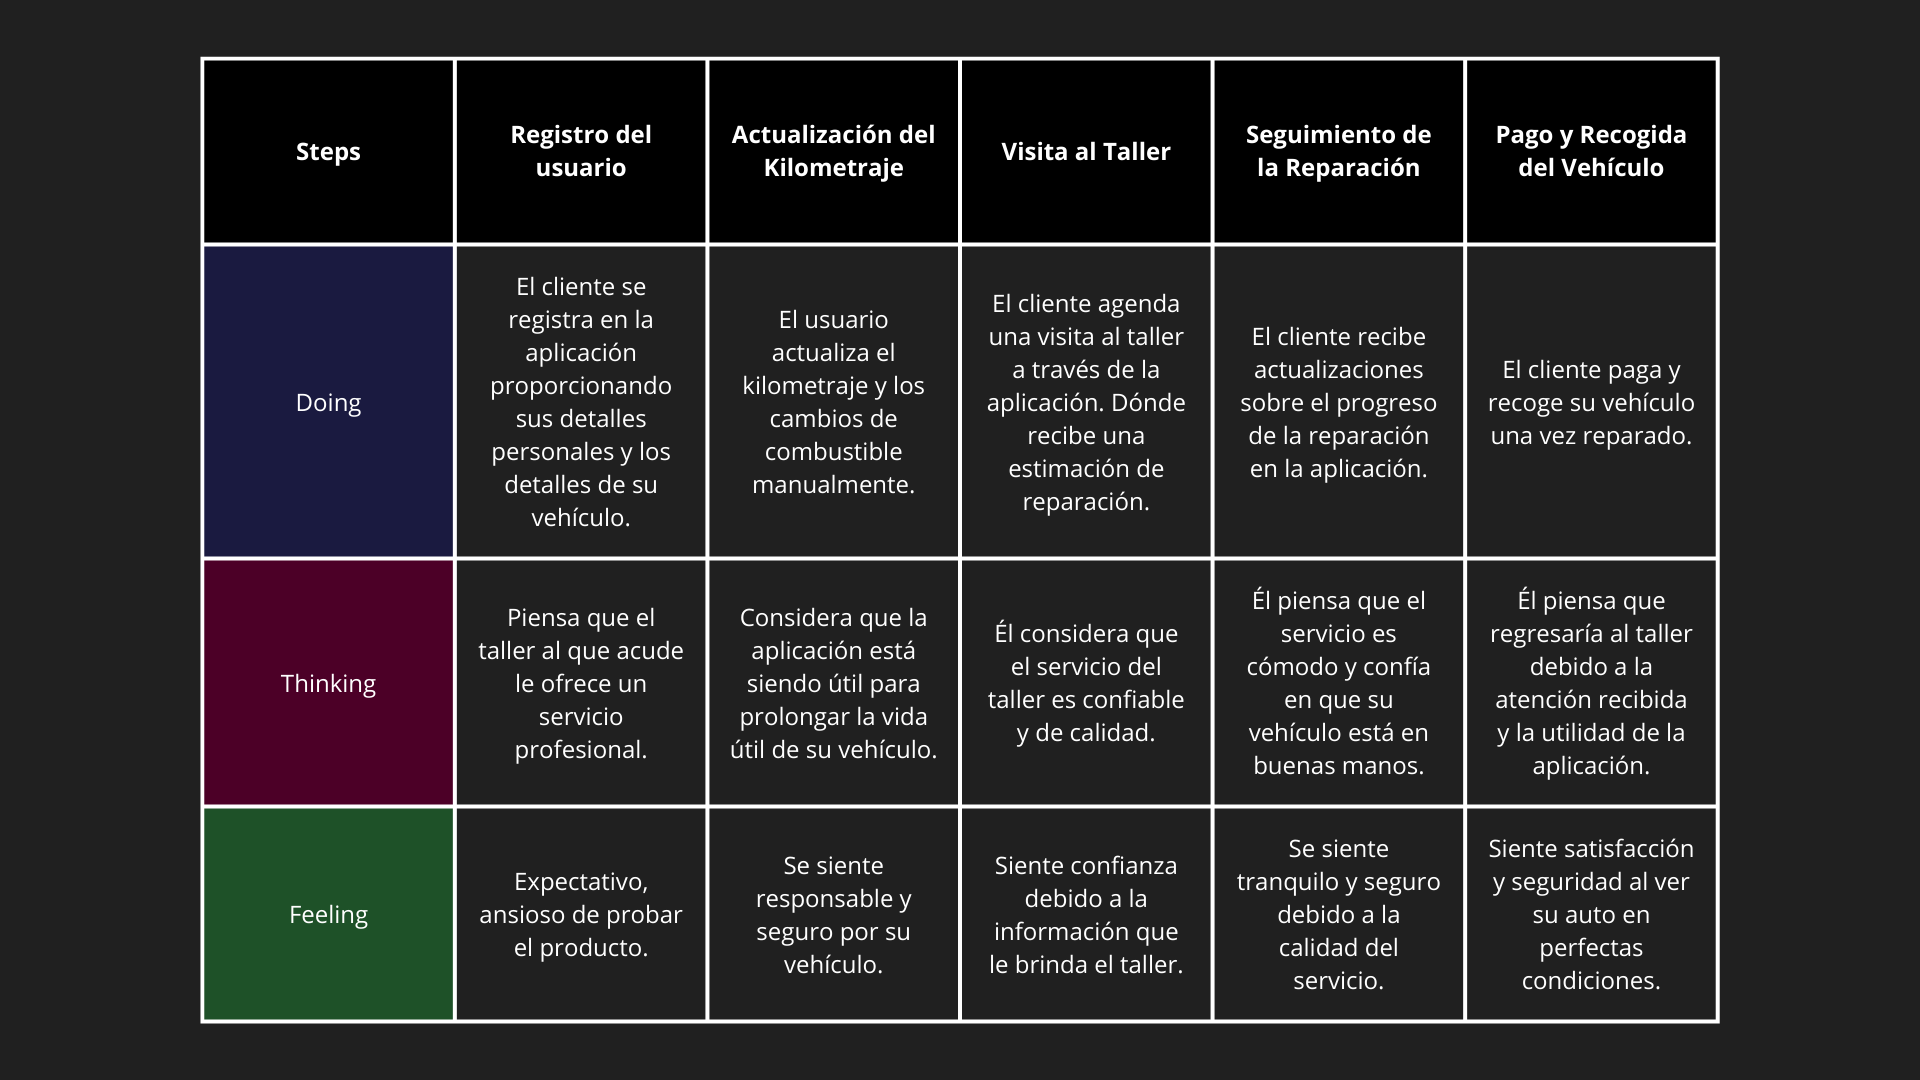 Steps
Registro del
usuario
Actualización del
Kilometraje
Visita al Taller
Seguimiento de
la Reparación
Pago y Recogida
del Vehículo
Doing
El cliente se
registra en la
aplicación
proporcionando
sus detalles
personales y los
detalles de su
vehículo.
El usuario
actualiza el
kilometraje y los
cambios de
combustible
manualmente.
El cliente agenda
una visita al taller
a través de la
aplicación. Dónde
recibe una
estimación de
reparación.
El cliente recibe
actualizaciones
sobre el progreso
de la reparación
en la aplicación.
El cliente paga y
recoge su vehículo
una vez reparado.
Thinking
Piensa que el
taller al que acude
le ofrece un
servicio
profesional.
Considera que la
aplicación está
siendo útil para
prolongar la vida
útil de su vehículo.
Él considera que
el servicio del
taller es confiable
y de calidad.
Él piensa que el
servicio es
cómodo y confía
en que su
vehículo está en
buenas manos.
Él piensa que
regresaría al taller
debido a la
atención recibida
y la utilidad de la
aplicación.
Feeling
Expectativo,
ansioso de probar
el producto.
Se siente
responsable y
seguro por su
vehículo.
Siente confianza
debido a la
información que
le brinda el taller.
Se siente
tranquilo y seguro
debido a la
calidad del
servicio.
Siente satisfacción
y seguridad al ver
su auto en
perfectas
condiciones.